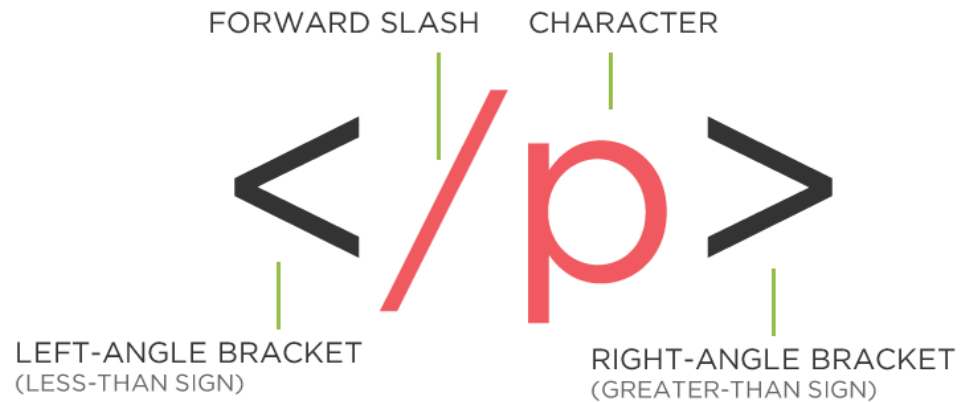 FORWARD SLASH
CHARACTER
</p>
LEFT-ANGLE BRACKET
(LESS-THAN SIGN)
RIGHT-ANGLE BRACKET
(GREATER-THAN SIGN)